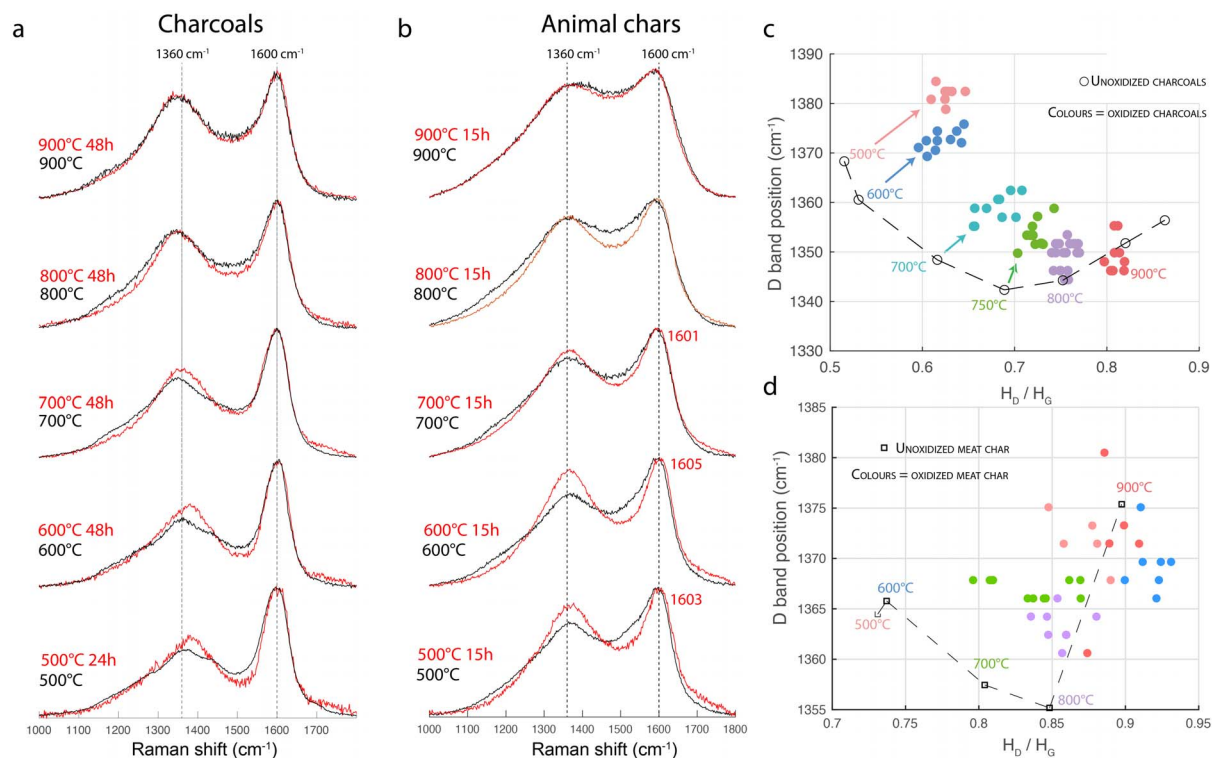 a
Charcoals
1360 cm-1
1600 cm-1
900°C 48h
900°C
800°C 48h
800°C
700°C 48h
700°C
600°C 48h
600°C
500°C 24h
500°C
1000 1100 1200 1300 1400 1500 1600 1700
Raman shift (cm-1)
b
Animal chars
1360 cm-1
1600 cm-1
900°C 15h
900°C
800°C 15h
800°C
1601
700°C 15h
700°C
1605
600°C 15h
600°C
1603
500°C 15h
500°C
1000 1100 1200 1300 1400 1500 1600 1700 1800
Raman shift (cm-1)
c
D band position (cm-1)
1390
1380
1370
1360
1350
1340
1330
Unoxidized charcoals
Colours = oxidized charcoals
500°C
600°C
700°C
750°C
800°C
900°C
0.5 0.6 0.7 0.8 0.9
HD / HG
d
D band position (cm-1)
1385
1380
1375
1370
1365
1360
1355
Unoxidized meat char
Colours = oxidized meat char
900°C
600°C
500°C
700°C
800°C
0.7 0.75 0.8 0.85 0.9 0.95
HD / HG